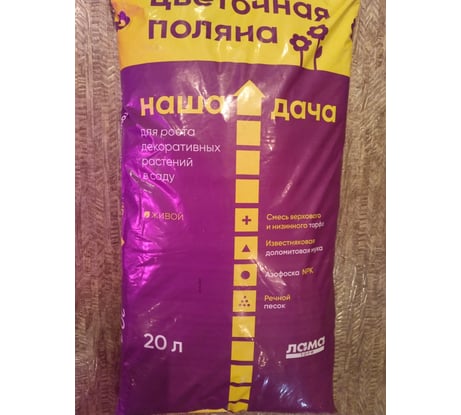 цветочная
поляна
наша дача
для роста
декоративных
растений
в саду
живой
Смесь верхового
и низинного торфа
Известняковая
доломитовая мука
Азофоска NPK
Речной
песок
20 л
лама
торф